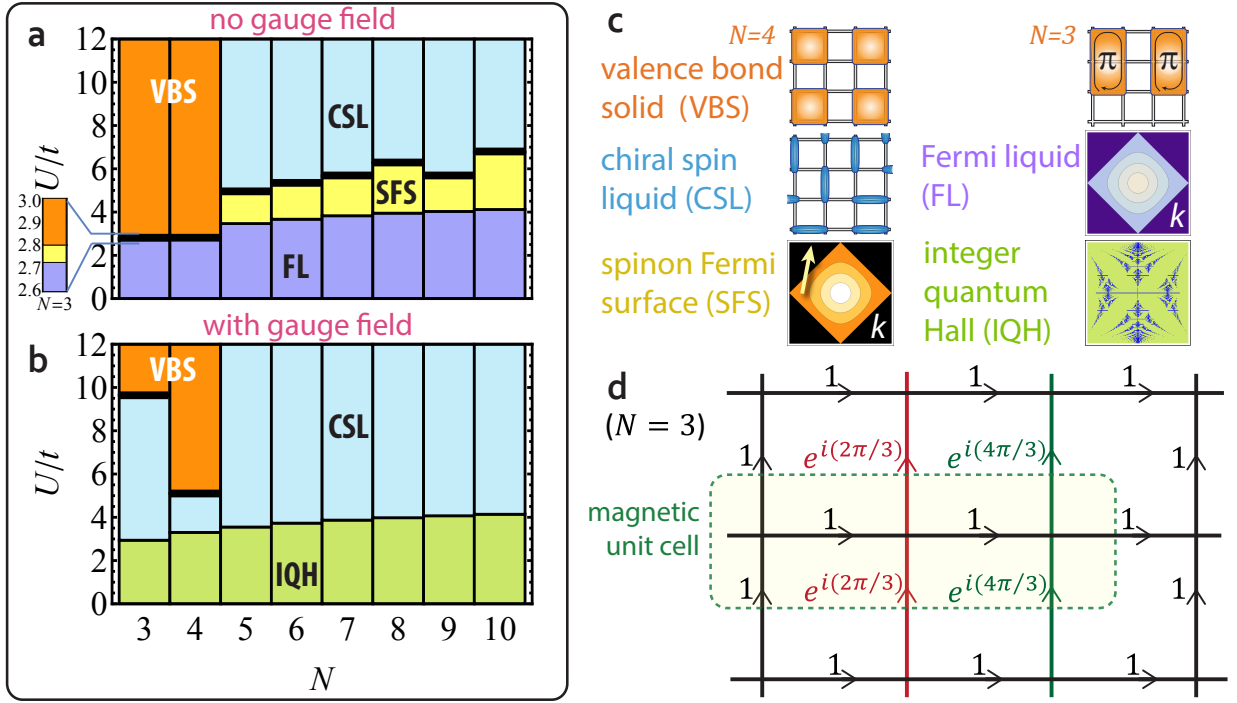 no gauge field
a
12
10
8
6
4
2
0
U/t
VBS
CSL
SFS
FL
3.0
2.9
2.8
2.7
2.6
N=3
with gauge field
b
12
10
8
6
4
2
0
U/t
VBS
CSL
IQH
3 4 5 6 7 8 9 10
N
c
N=4
N=3
valence bond
solid (VBS)
π π
chiral spin
liquid (CSL)
Fermi liquid
(FL)
k
spinon Fermi
surface (SFS)
k
integer
quantum
Hall (IQH)
d
(N = 3)
1 1 1
1 e^{i(2π/3)} e^{i(4π/3)} 1
magnetic
unit cell
1 1 1
1 e^{i(2π/3)} e^{i(4π/3)} 1
1 1 1